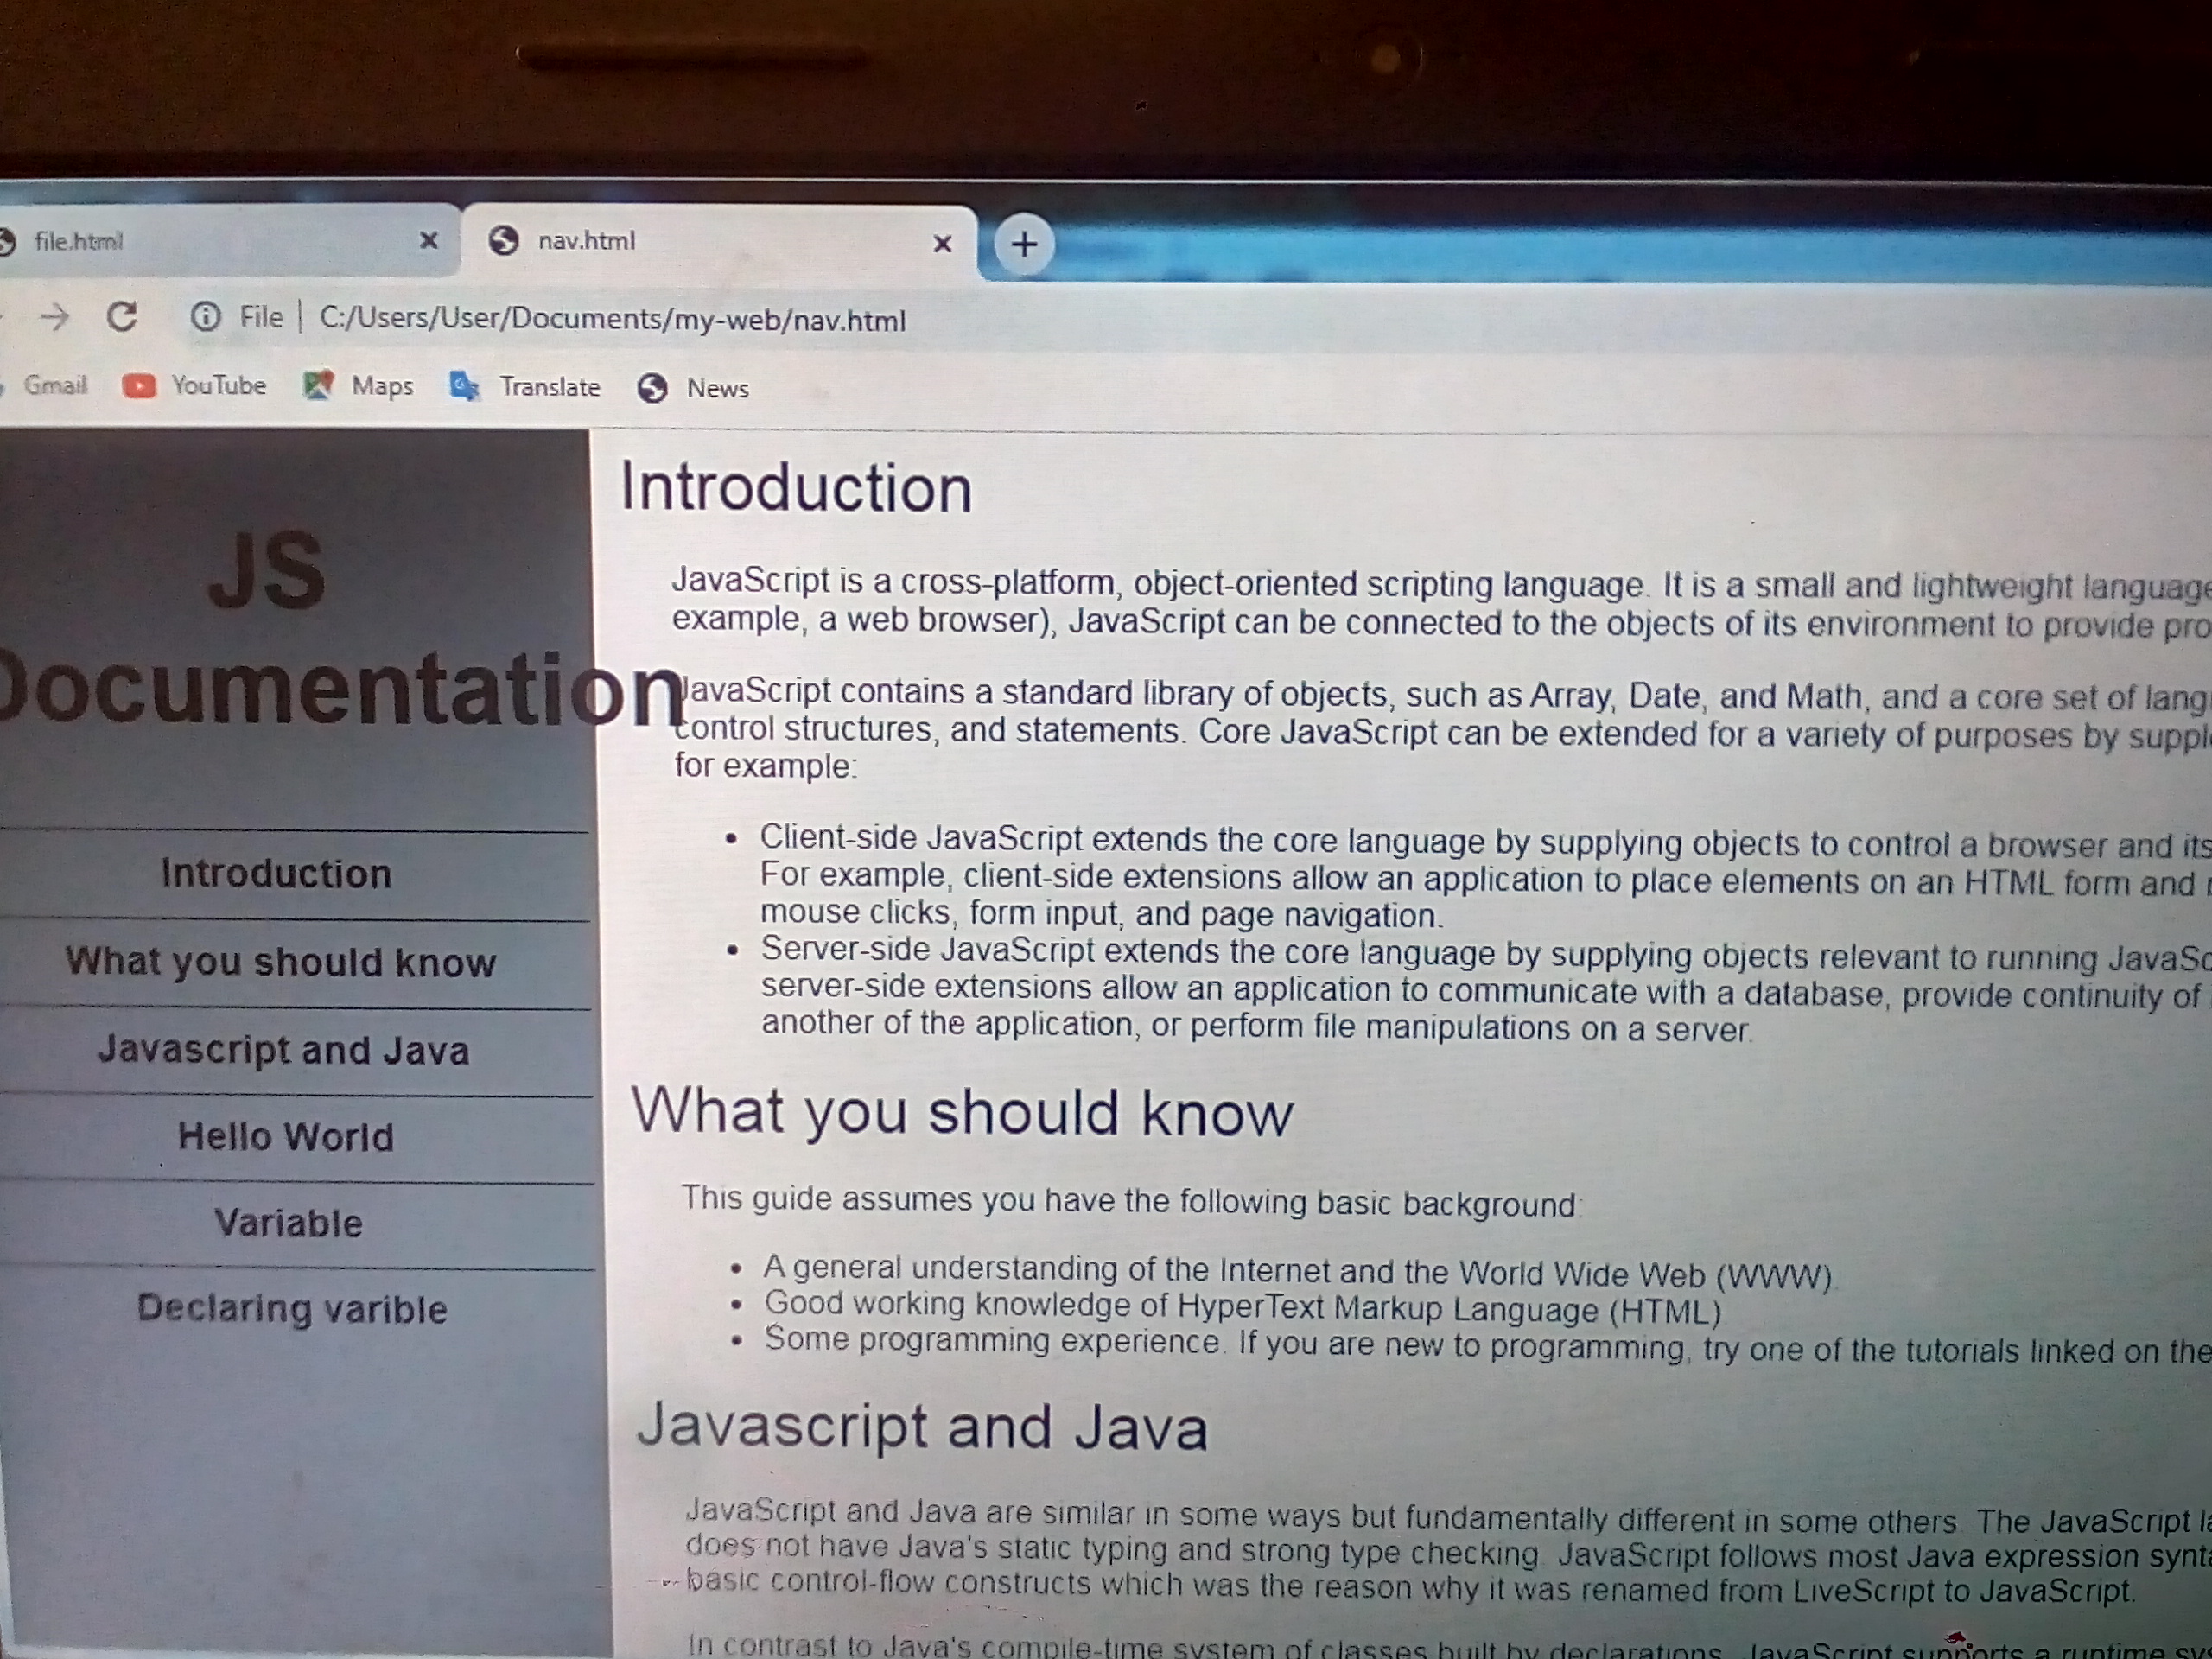 file.html
nav.html
File | C:/Users/User/Documents/my-web/nav.html
Gmail YouTube Maps Translate News
JS
Documentation
Introduction
What you should know
Javascript and Java
Hello World
Variable
Declaring varible
Introduction
JavaScript is a cross-platform, object-oriented scripting language. It is a small and lightweight language
example, a web browser), JavaScript can be connected to the objects of its environment to provide
JavaScript contains a standard library of objects, such as Array, Date, and Math, and a core set of
control structures, and statements. Core JavaScript can be extended for a variety of purposes by
for example:
• Client-side JavaScript extends the core language by supplying objects to control a browser and its
For example, client-side extensions allow an application to place elements on an HTML form and
mouse clicks, form input, and page navigation.
• Server-side JavaScript extends the core language by supplying objects relevant to running
server-side extensions allow an application to communicate with a database, provide continuity of
another of the application, or perform file manipulations on a server.
What you should know
This guide assumes you have the following basic background:
• A general understanding of the Internet and the World Wide Web (WWW).
• Good working knowledge of HyperText Markup Language (HTML)
• Some programming experience. If you are new to programming, try one of the tutorials linked on the
Javascript and Java
JavaScript and Java are similar in some ways but fundamentally different in some others. The JavaScript
does not have Java's static typing and strong type checking. JavaScript follows most Java expression
basic control-flow constructs which was the reason why it was renamed from LiveScript to JavaScript.
In contrast to Java's compile-time system of classes built by declarations, JavaScript supports a runtime